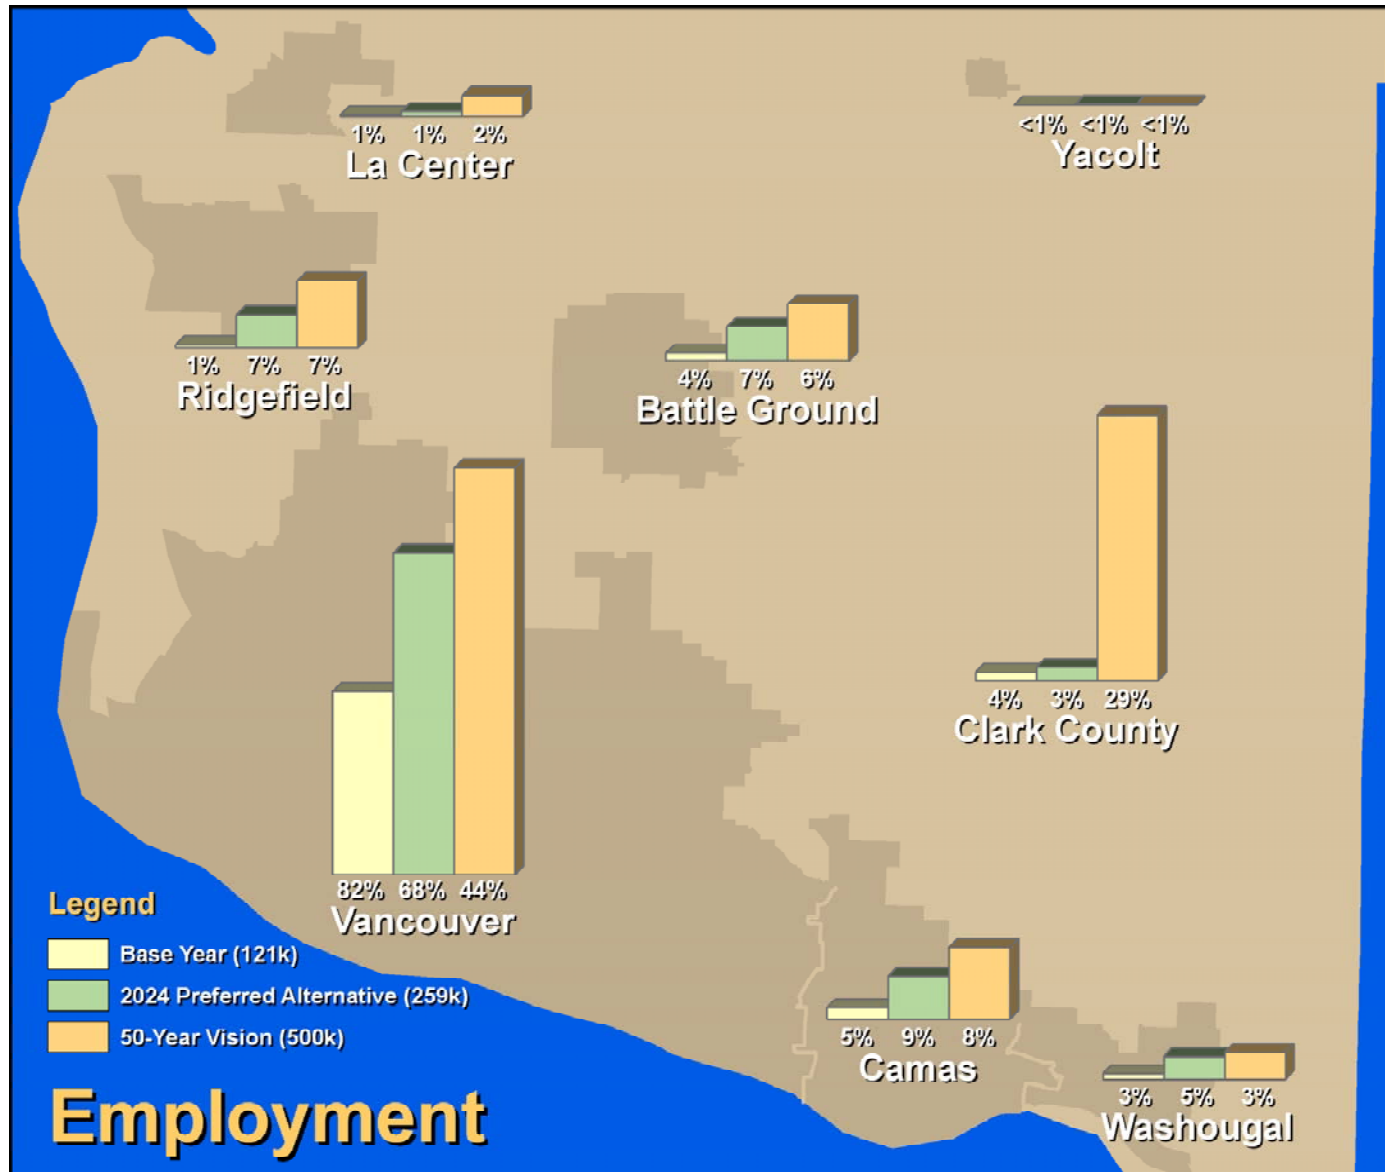 1% 1% 2%
La Center
<1% <1% <1%
Yacolt
1% 7% 7%
Ridgefield
4% 7% 6%
Battle Ground
4% 3% 29%
Clark County
82% 68% 44%
Vancouver
Legend
Base Year (121k)
2024 Preferred Alternative (259k)
50-Year Vision (500k)
5% 9% 8%
Camas
3% 5% 3%
Washougal
Employment